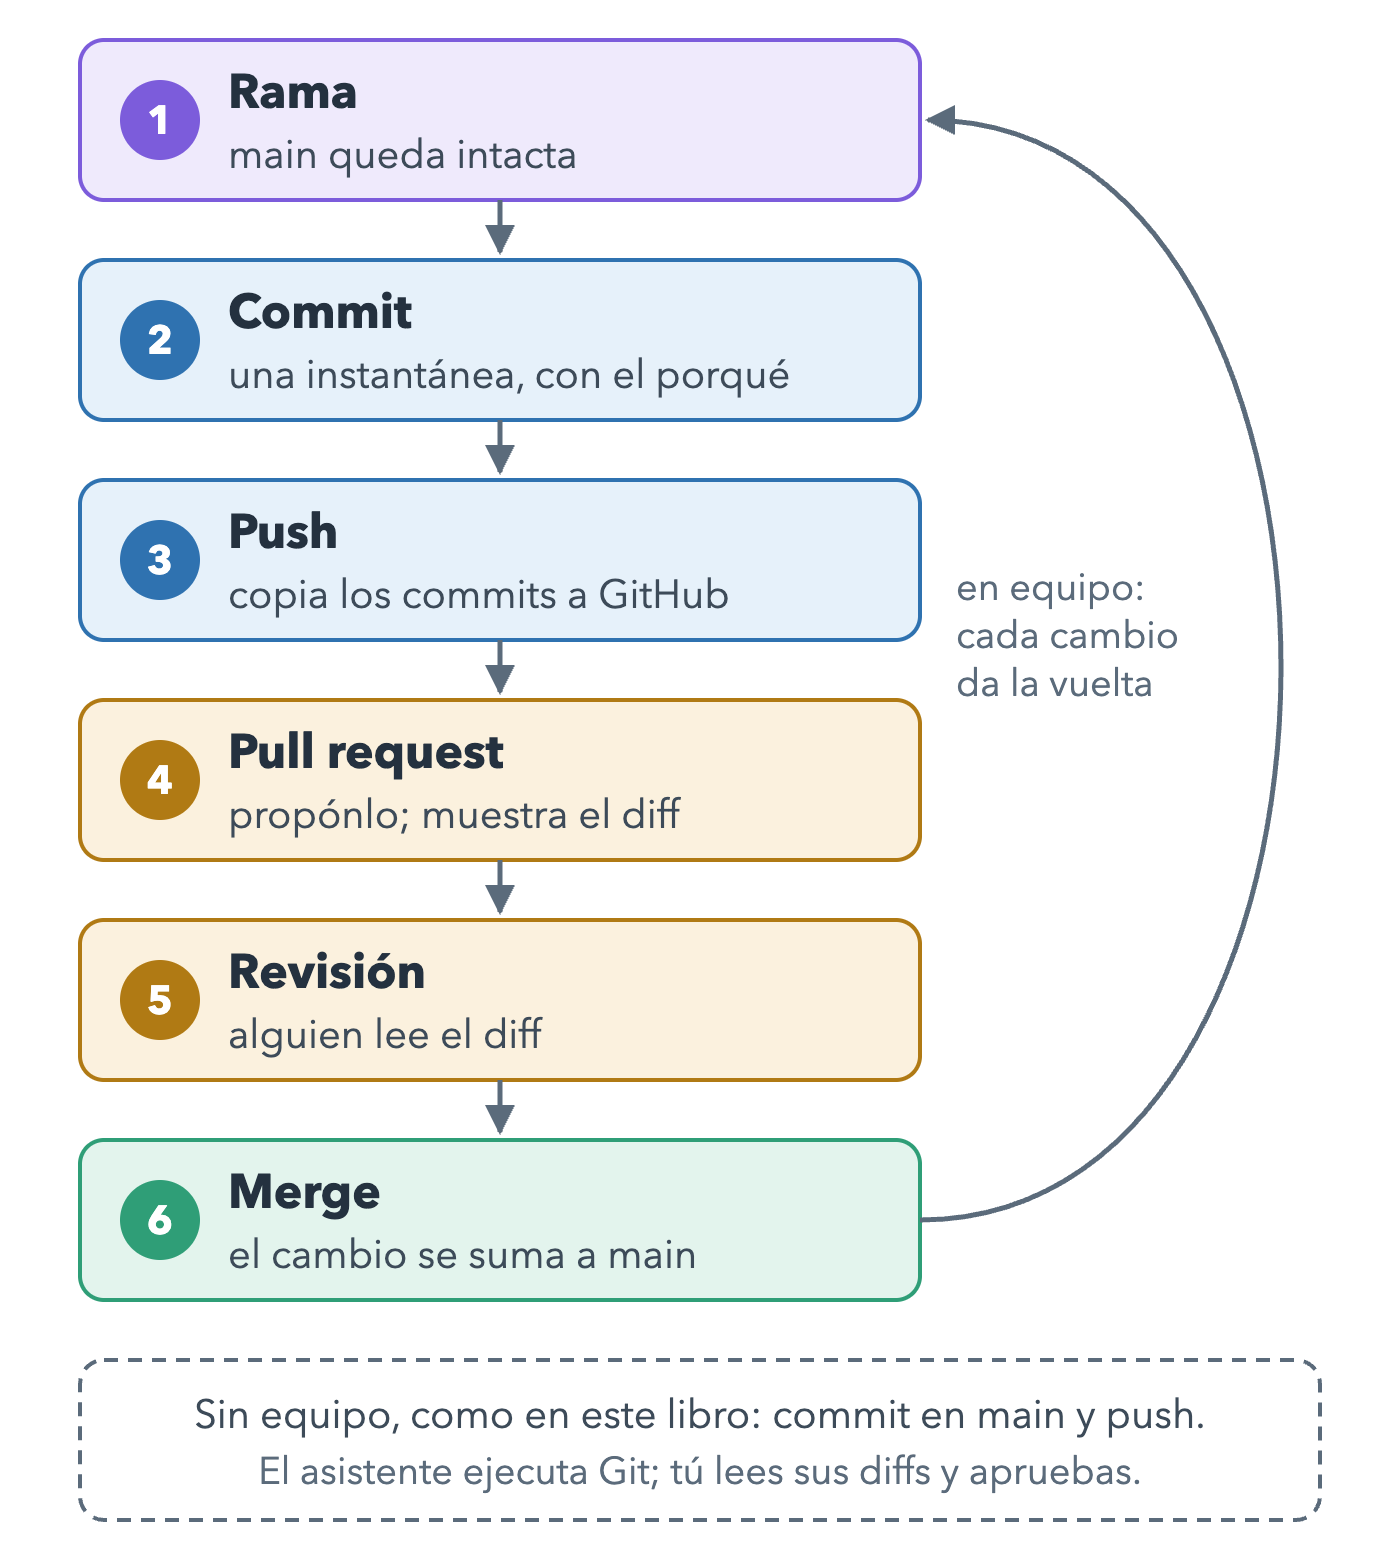 1
Rama
main queda intacta
2
Commit
una instantánea, con el porqué
3
Push
copia los commits a GitHub
en equipo:
cada cambio
da la vuelta
4
Pull request
propónlo; muestra el diff
5
Revisión
alguien lee el diff
6
Merge
el cambio se suma a main
Sin equipo, como en este libro: commit en main y push.
El asistente ejecuta Git; tú lees sus diffs y apruebas.